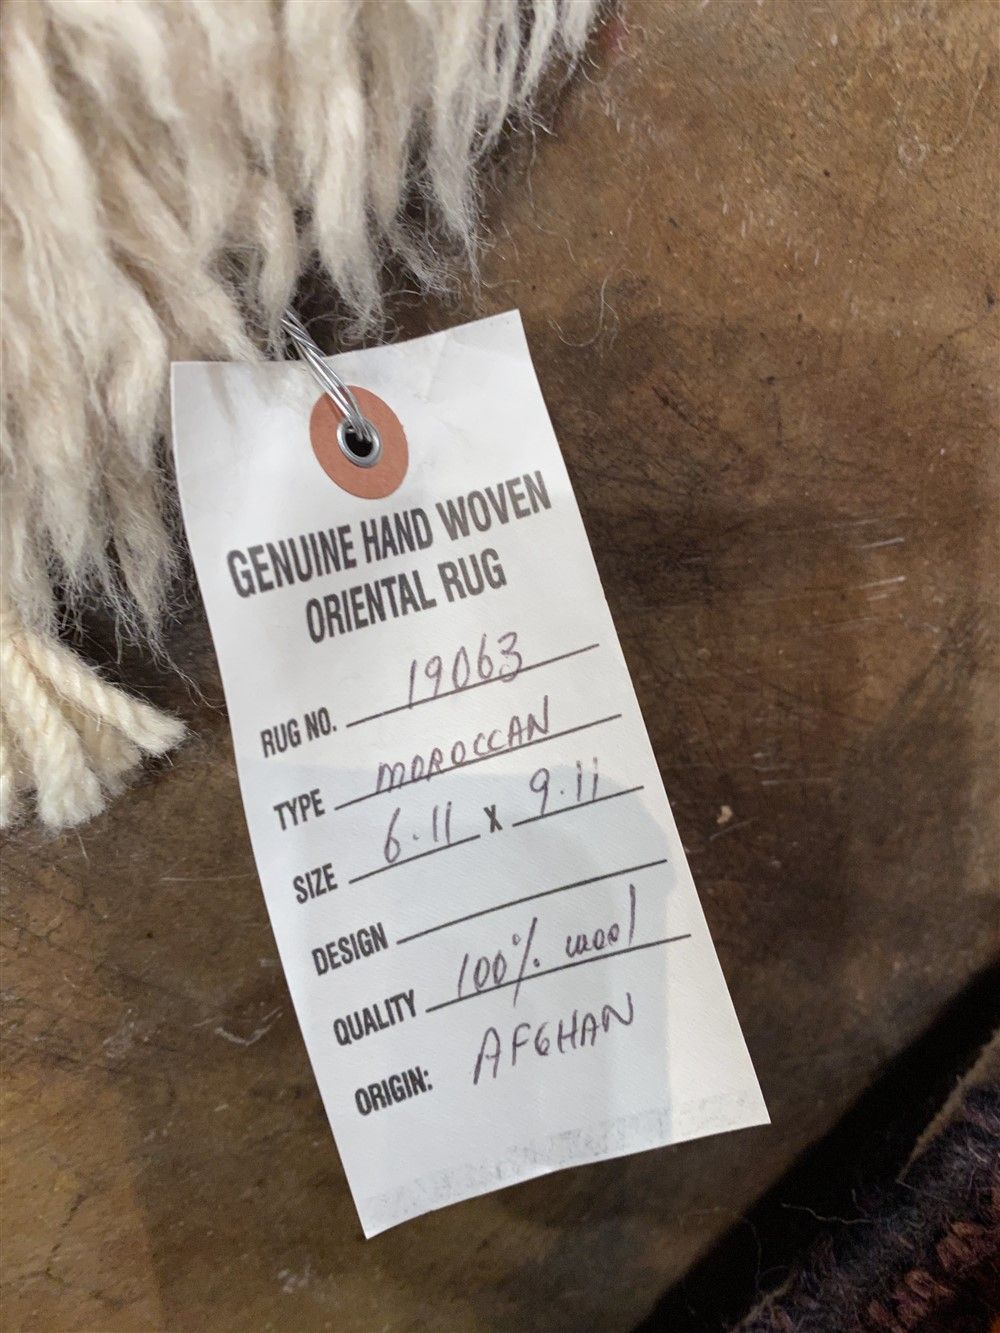 GENUINE HAND WOVEN
ORIENTAL RUG
RUG NO. 19063
TYPE MOROCCAN
SIZE 6.11 X 9.11
DESIGN
QUALITY 100% wool
ORIGIN: AFGHAN